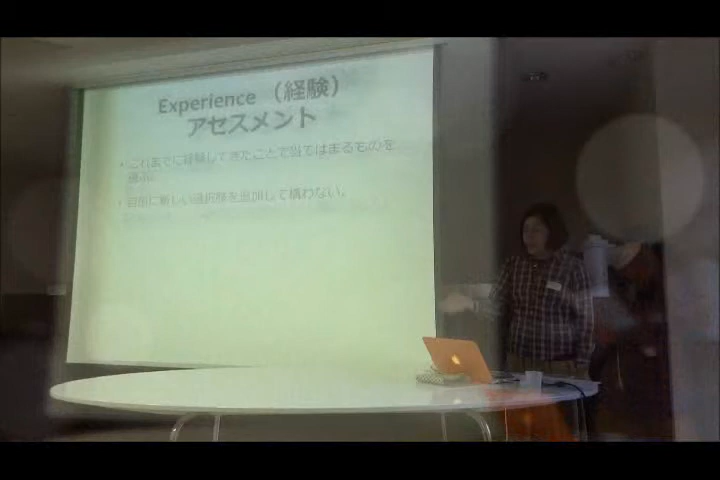 Experience （経験）
アセスメント
• これまでに経験してきたことで当てはまるものを
選ぶ。
• 自由に新しい選択肢を追加して構わない。